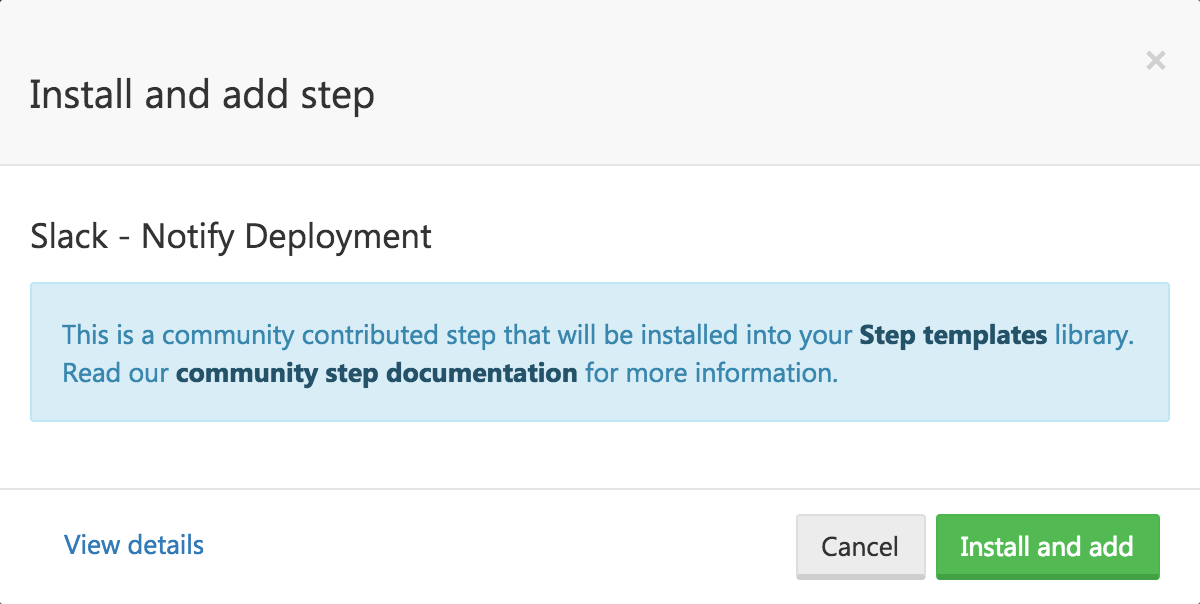 Install and add step
×
Slack - Notify Deployment
This is a community contributed step that will be installed into your Step templates library.
Read our community step documentation for more information.
View details
Cancel
Install and add